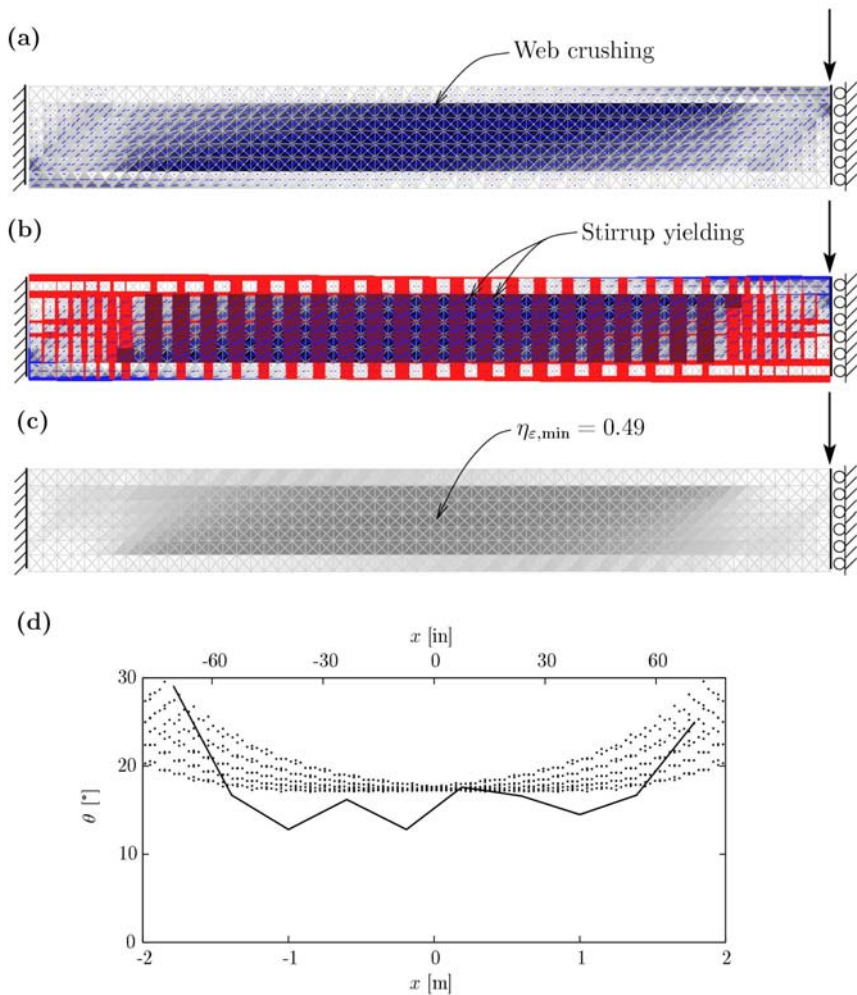 (a)
Web crushing
(b)
Stirrup yielding
(c)
ηε,min = 0.49
(d)
x [in]
-60 -30 0 30 60
30
20
10
0
θ [°]
-2 -1 0 1 2
x [m]